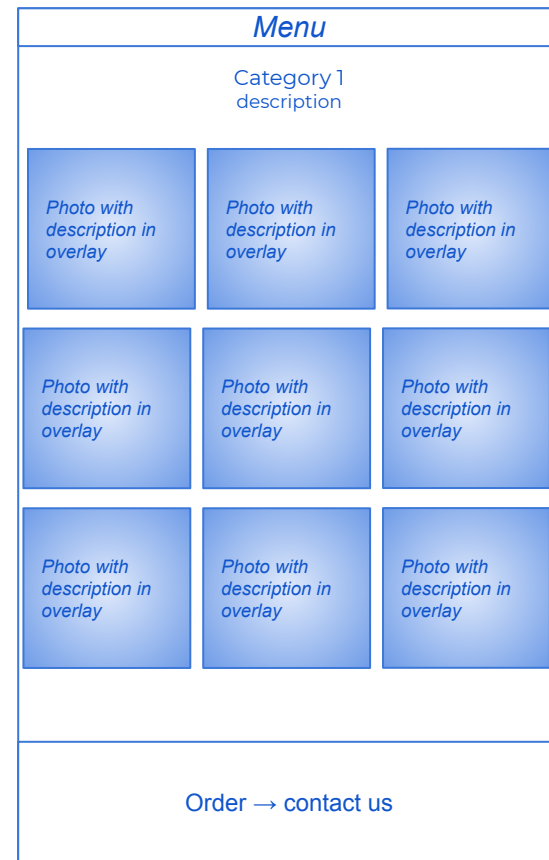 Menu
Category 1
description
Photo with
description in
overlay
Photo with
description in
overlay
Photo with
description in
overlay
Photo with
description in
overlay
Photo with
description in
overlay
Photo with
description in
overlay
Photo with
description in
overlay
Photo with
description in
overlay
Photo with
description in
overlay
Order → contact us